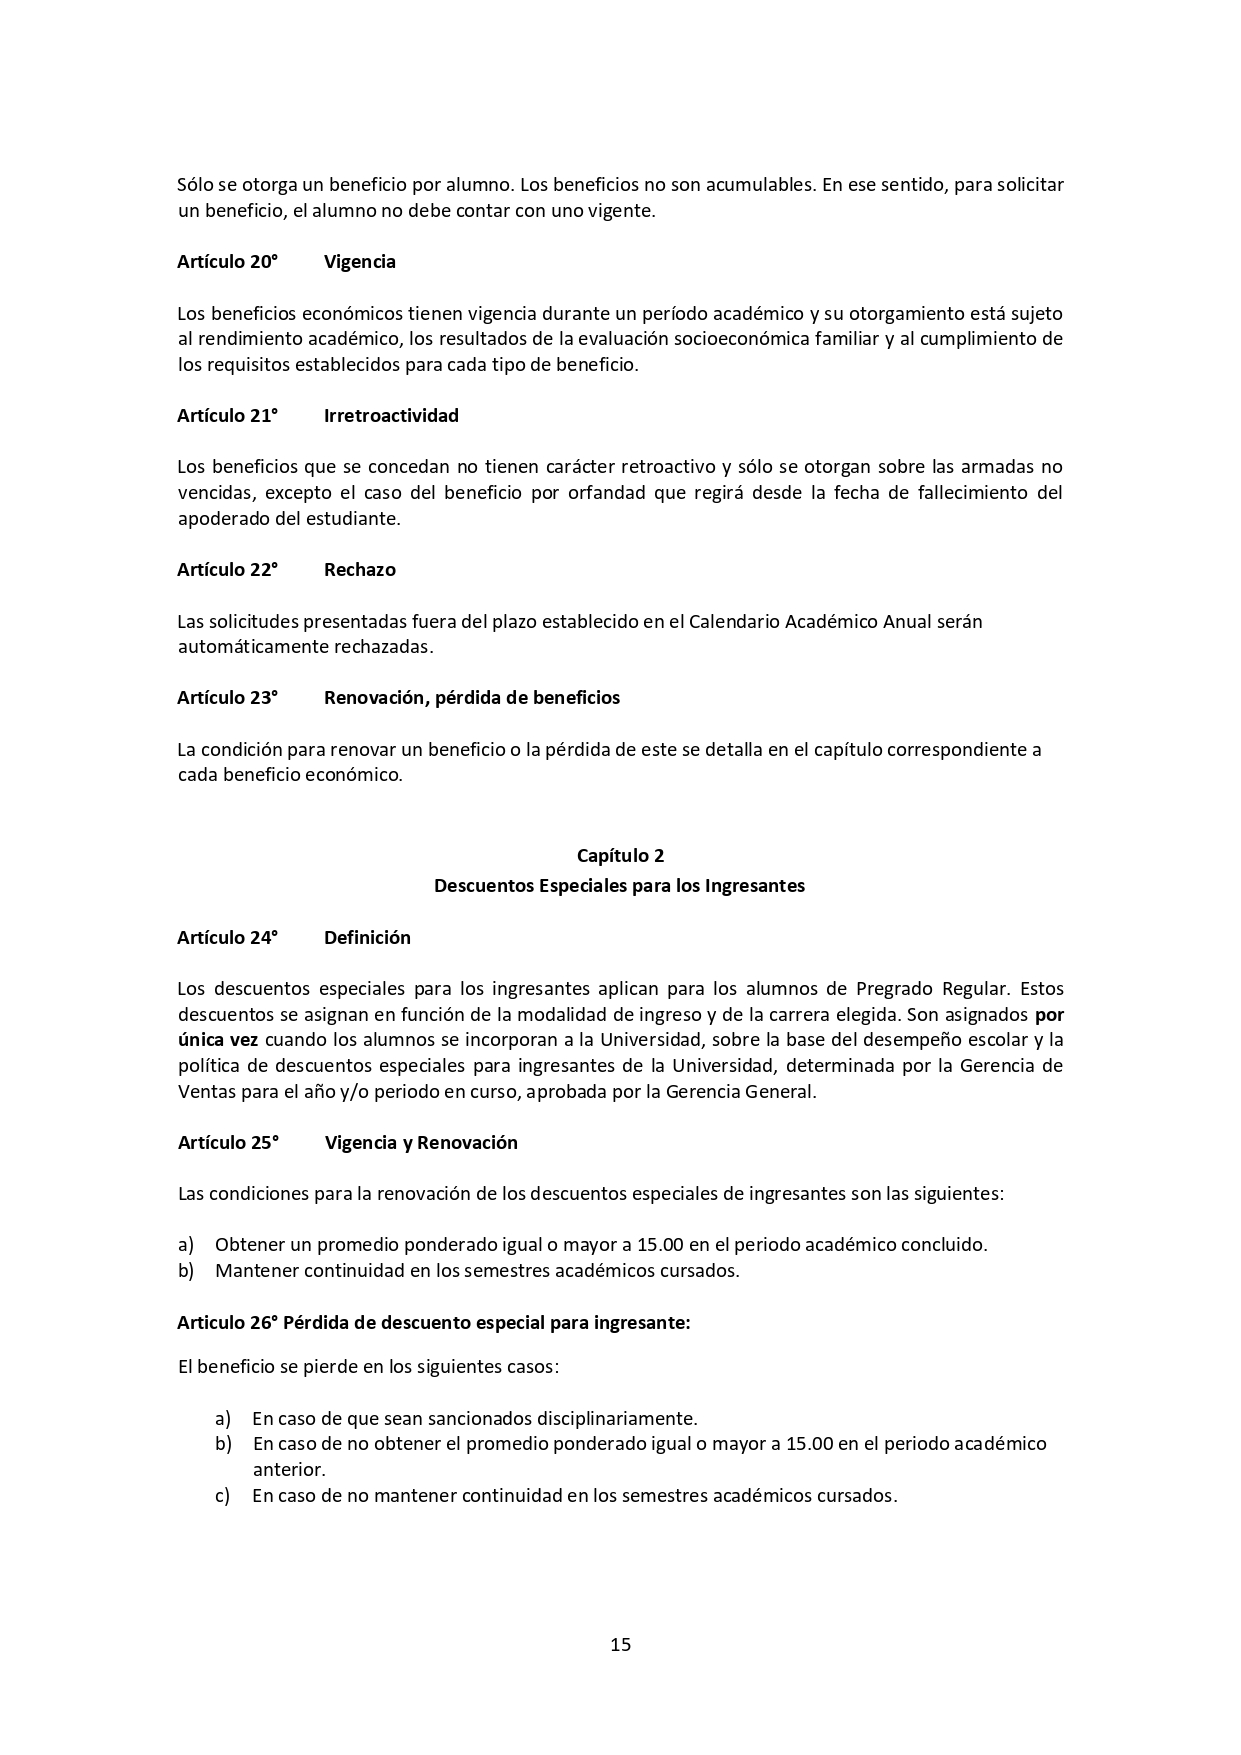 Sólo se otorga un beneficio por alumno. Los beneficios no son acumulables. En ese sentido, para solicitar
un beneficio, el alumno no debe contar con uno vigente.
Artículo 20° Vigencia
Los beneficios económicos tienen vigencia durante un período académico y su otorgamiento está sujeto
al rendimiento académico, los resultados de la evaluación socioeconómica familiar y al cumplimiento de
los requisitos establecidos para cada tipo de beneficio.
Artículo 21° Irretroactividad
Los beneficios que se concedan no tienen carácter retroactivo y sólo se otorgan sobre las armadas no
vencidas, excepto el caso del beneficio por orfandad que regirá desde la fecha de fallecimiento del
apoderado del estudiante.
Artículo 22° Rechazo
Las solicitudes presentadas fuera del plazo establecido en el Calendario Académico Anual serán
automáticamente rechazadas.
Artículo 23° Renovación, pérdida de beneficios
La condición para renovar un beneficio o la pérdida de este se detalla en el capítulo correspondiente a
cada beneficio económico.
Capítulo 2
Descuentos Especiales para los Ingresantes
Artículo 24° Definición
Los descuentos especiales para los ingresantes aplican para los alumnos de Pregrado Regular. Estos
descuentos se asignan en función de la modalidad de ingreso y de la carrera elegida. Son asignados por
única vez cuando los alumnos se incorporan a la Universidad, sobre la base del desempeño escolar y la
política de descuentos especiales para ingresantes de la Universidad, determinada por la Gerencia de
Ventas para el año y/o periodo en curso, aprobada por la Gerencia General.
Artículo 25° Vigencia y Renovación
Las condiciones para la renovación de los descuentos especiales de ingresantes son las siguientes:
a) Obtener un promedio ponderado igual o mayor a 15.00 en el periodo académico concluido.
b) Mantener continuidad en los semestres académicos cursados.
Articulo 26° Pérdida de descuento especial para ingresante:
El beneficio se pierde en los siguientes casos:
a) En caso de que sean sancionados disciplinariamente.
b) En caso de no obtener el promedio ponderado igual o mayor a 15.00 en el periodo académico
anterior.
c) En caso de no mantener continuidad en los semestres académicos cursados.
15